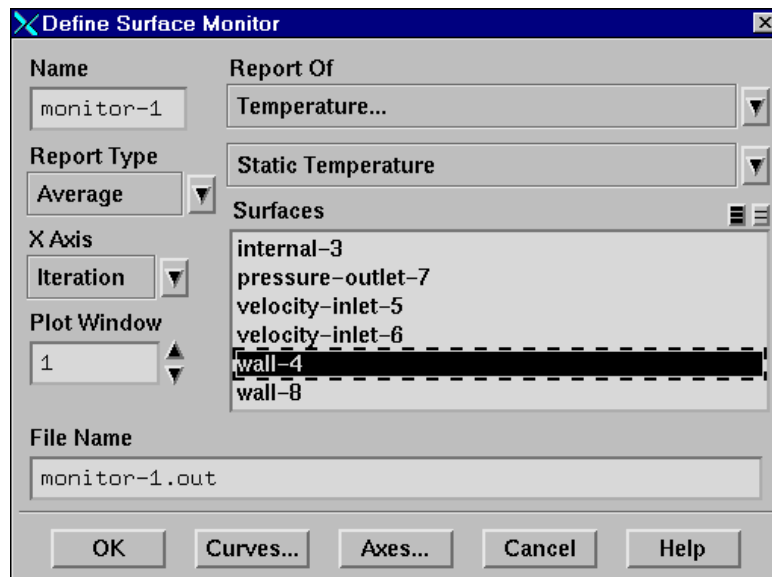 Define Surface Monitor
Name
monitor-1
Report Type
Average
X Axis
Iteration
Plot Window
1
Report Of
Temperature...
Static Temperature
Surfaces
internal-3
pressure-outlet-7
velocity-inlet-5
velocity-inlet-6
wall-4
wall-8
File Name
monitor-1.out
OK
Curves...
Axes...
Cancel
Help